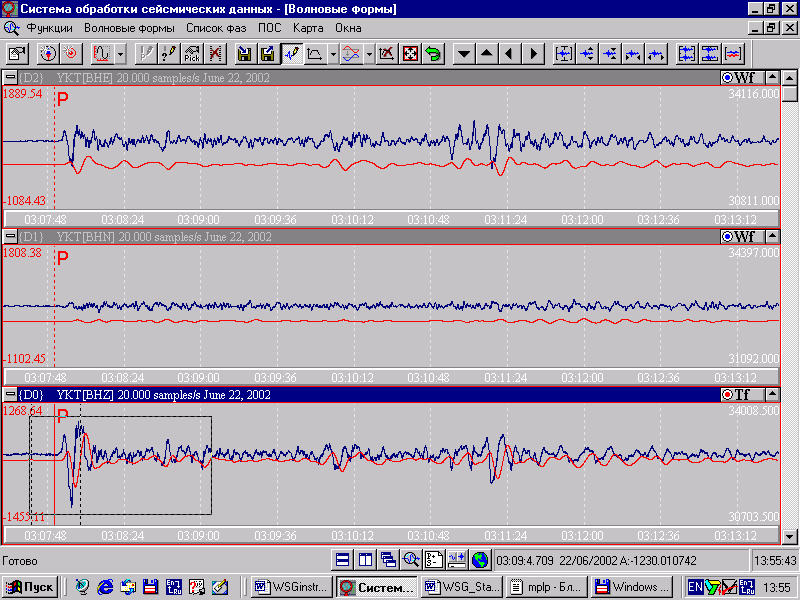 Система обработки сейсмических данных - [Волновые формы]
Функции Волновые формы Список фаз ПОС Карта Окна
Pick
{D2} YKT[BHE] 20.000 samples/s June 22, 2002 Wf
1889.54 P 34116.000
-1084.43 30811.000
03:07:48 03:08:24 03:09:00 03:09:36 03:10:12 03:10:48 03:11:24 03:12:00 03:12:36 03:13:12
{D1} YKT[BHN] 20.000 samples/s June 22, 2002 Wf
1808.38 P 34397.000
-1102.45 31092.000
03:07:48 03:08:24 03:09:00 03:09:36 03:10:12 03:10:48 03:11:24 03:12:00 03:12:36 03:13:12
{D0} YKT[BHZ] 20.000 samples/s June 22, 2002 Tf
1268.64 P 34008.500
-1455.11 30703.500
03:07:48 03:08:24 03:09:00 03:09:36 03:10:12 03:10:48 03:11:24 03:12:00 03:12:36 03:13:12
Готово 03:09:4.709 22/06/2002 A:-1230.010742 13:55:43
Пуск WSGinstr... Систем... WSG_Sta... mplp - Бл... Windows ... EN 13:55